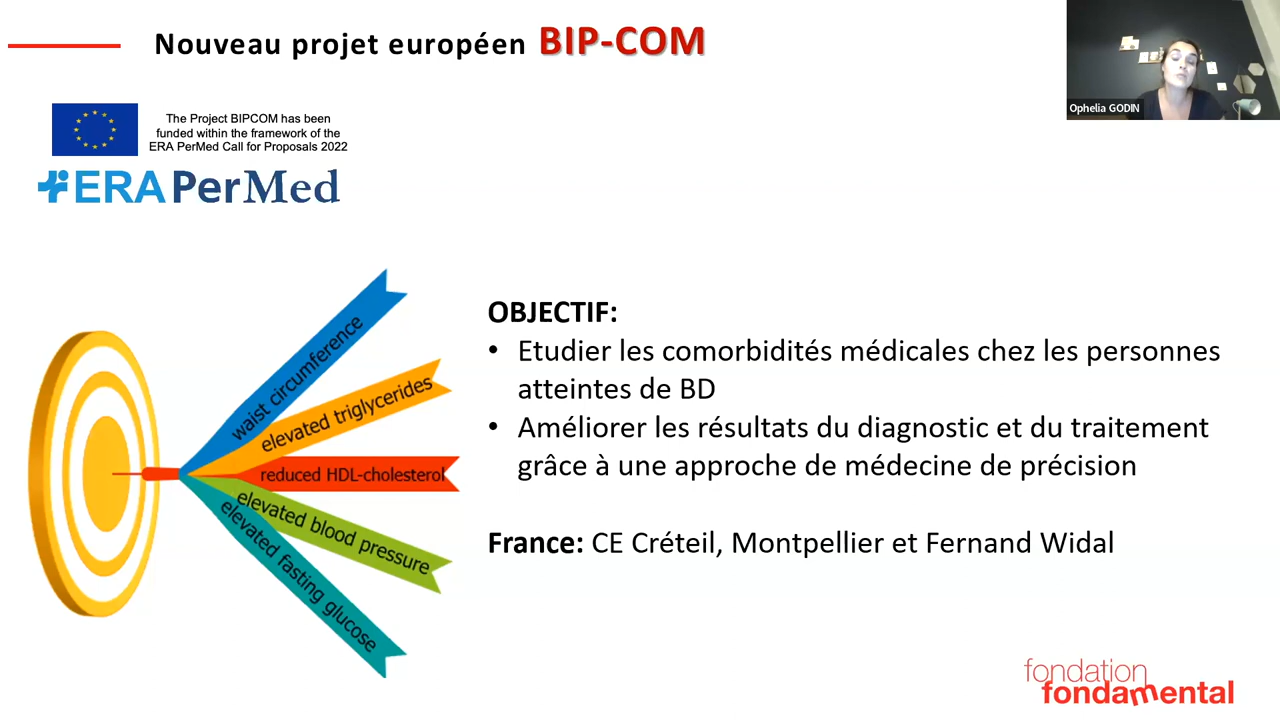 Nouveau projet européen BIP-COM
Ophelia GODIN
The Project BIPCOM has been
funded within the framework of the
ERA PerMed Call for Proposals 2022
ERA PerMed
waist circumference
elevated triglycerides
reduced HDL-cholesterol
elevated blood pressure
elevated fasting glucose
OBJECTIF:
• Etudier les comorbidités médicales chez les personnes
atteintes de BD
• Améliorer les résultats du diagnostic et du traitement
grâce à une approche de médecine de précision
France: CE Créteil, Montpellier et Fernand Widal
fondation
fondamental